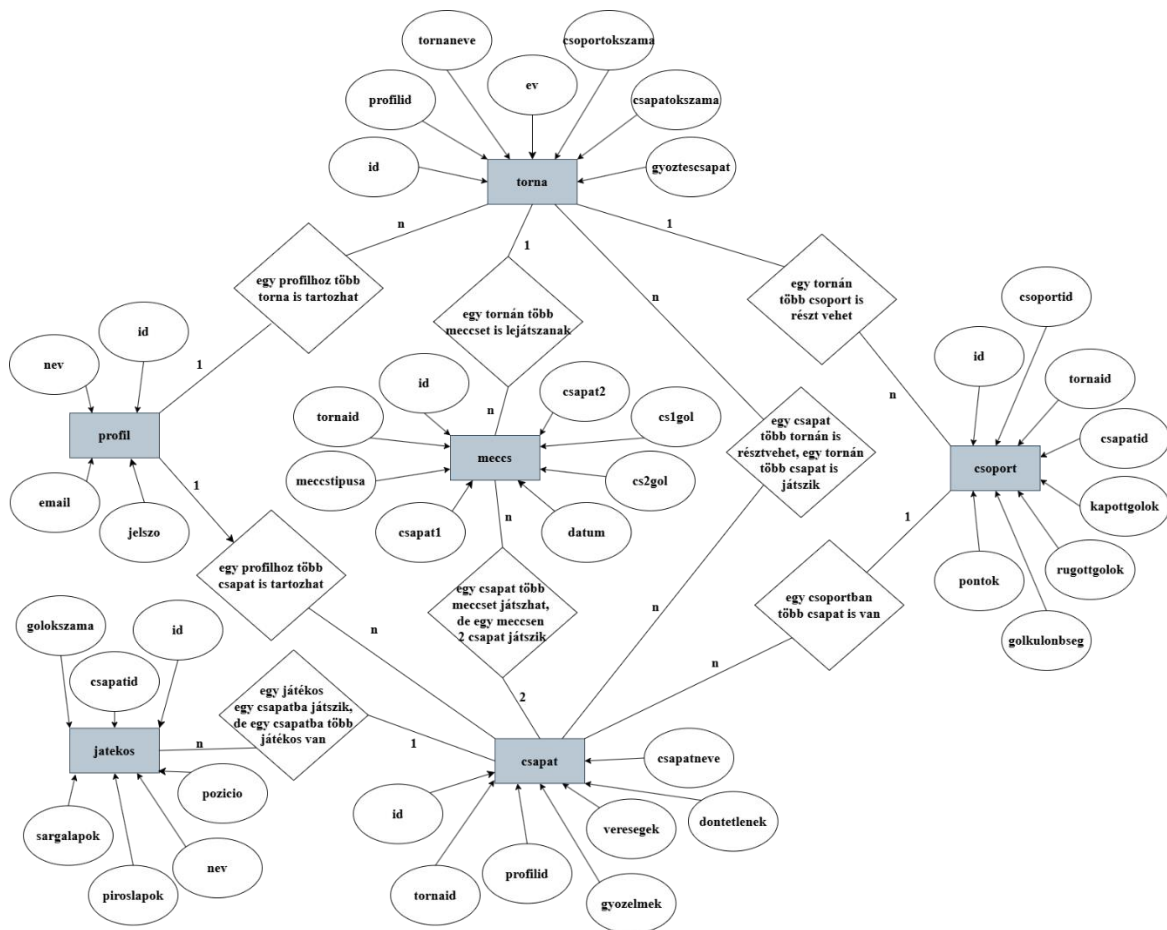 tornaneve
csoportokszama
ev
profilid
csapatokszama
id
gyoztescsapat
torna
n
1
1
n
egy profilhoz több
torna is tartozhat
egy tornán több
meccset is lejátszanak
egy tornán
több csoport is
részt vehet
csoportid
id
nev
1
id
tornaid
n
n
id
csapat2
tornaid
cs1gol
profil
meccs
meccstipusa
cs2gol
csapat1
datum
egy csapat
több tornán is
résztvehet, egy tornán
több csapat is
játszik
csapatid
csoport
kapottgolok
rugottgolok
pontok
golkulonbseg
email
jelszo
1
n
1
egy profilhoz több
csapat is tartozhat
egy csapat több
meccset játszhat,
de egy meccsen
2 csapat játszik
n
egy csoportban
több csapat is van
golokszama
id
csapatid
n
n
2
egy játékos
egy csapatba játszik,
de egy csapatba több
játékos van
jatekos
n
1
csapat
csapatneve
pozicio
sargalapok
nev
piroslapok
id
tornaid
profilid
veresegek
dontetlenek
gyozelmek